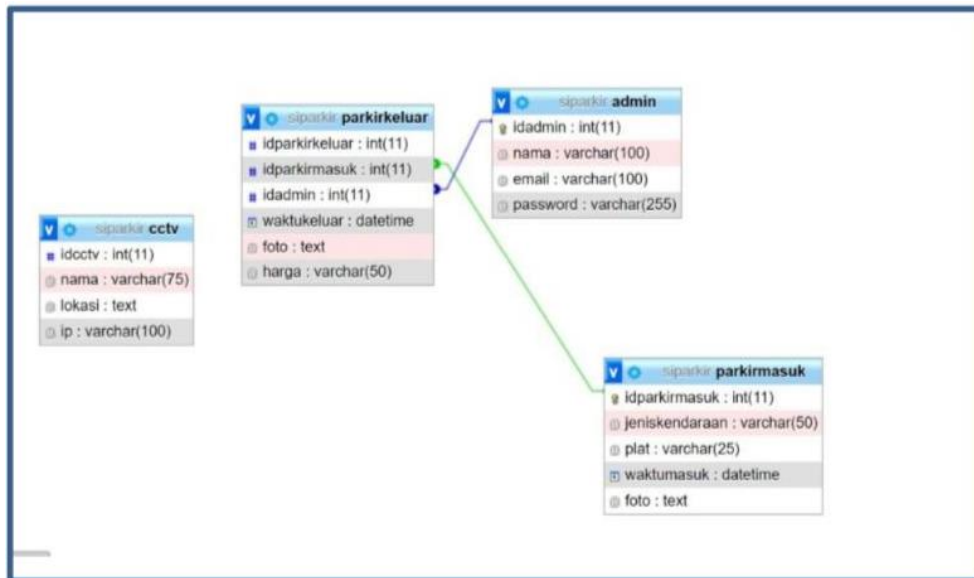 siparkir parkirkeluar
idparkirkeluar : int(11)
idparkirmasuk : int(11)
idadmin : int(11)
waktukeluar : datetime
foto : text
harga : varchar(50)
siparkir admin
idadmin : int(11)
nama : varchar(100)
email : varchar(100)
password : varchar(255)
siparkir cctv
idcctv : int(11)
nama : varchar(75)
lokasi : text
ip : varchar(100)
siparkir parkirmasuk
idparkirmasuk : int(11)
jeniskendaraan : varchar(50)
plat : varchar(25)
waktumasuk : datetime
foto : text